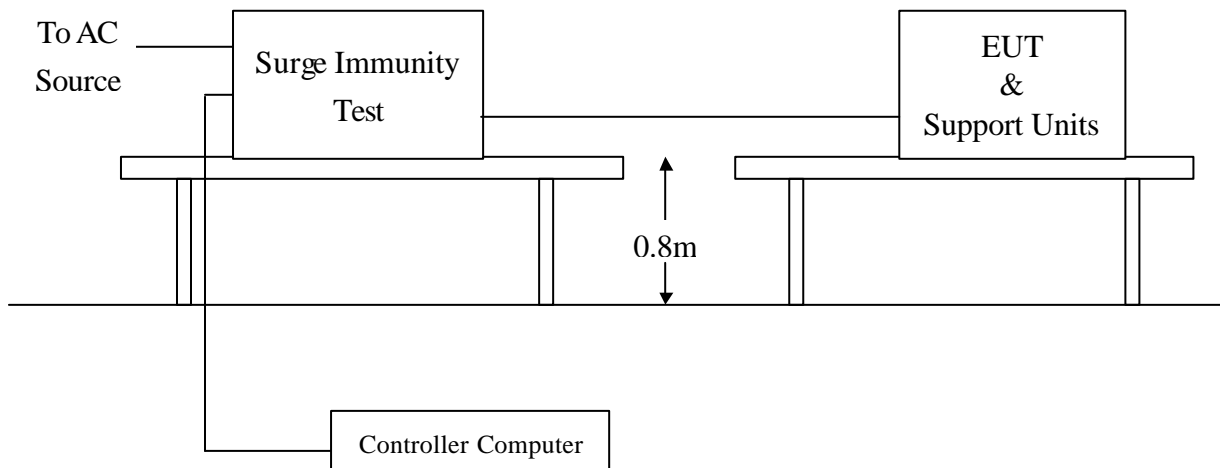 To AC
Source
Surge Immunity
Test
EUT
&
Support Units
0.8m
Controller Computer